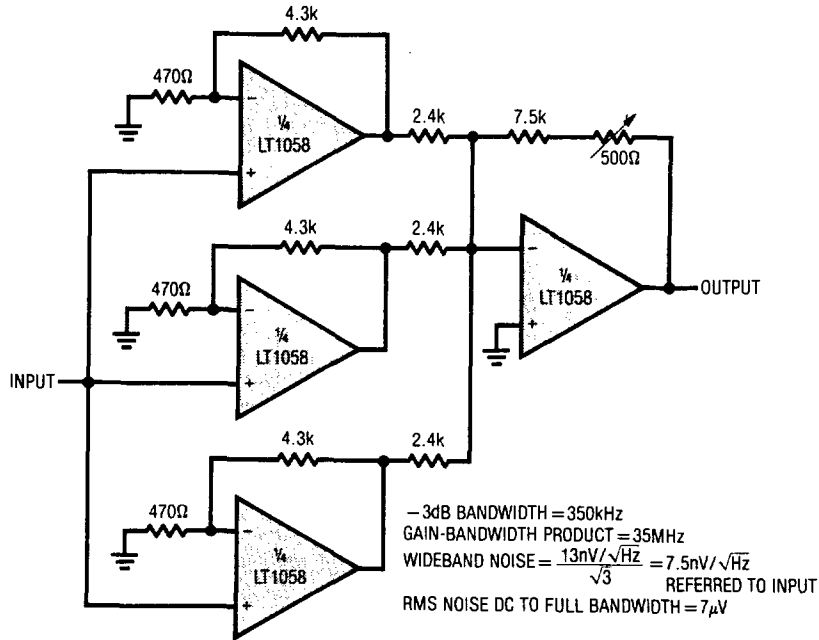 4.3k
470Ω
−
¼
LT1058
+
2.4k
7.5k
500Ω
4.3k
2.4k
470Ω
−
¼
LT1058
+
−
¼
LT1058
+
OUTPUT
INPUT
4.3k
2.4k
470Ω
−
¼
LT1058
+
−3dB BANDWIDTH = 350kHz
GAIN-BANDWIDTH PRODUCT = 35MHz
WIDEBAND NOISE = 13nV/√Hz / √3 = 7.5nV/√Hz
REFERRED TO INPUT
RMS NOISE DC TO FULL BANDWIDTH = 7µV